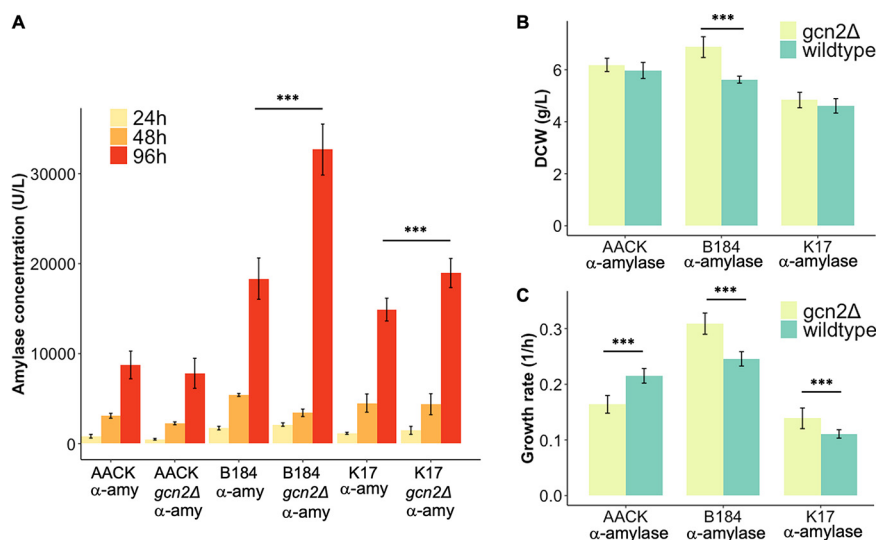 A
Amylase concentration (U/L)
30000
20000
10000
0
24h
48h
96h
***
***
AACK
α-amy
AACK
gcn2Δ
α-amy
B184
α-amy
B184
gcn2Δ
α-amy
K17
α-amy
K17
gcn2Δ
α-amy
B
DCW (g/L)
6
4
2
0
***
gcn2Δ
wildtype
AACK
α-amylase
B184
α-amylase
K17
α-amylase
C
Growth rate (1/h)
0.3
0.2
0.1
0.0
***
***
***
gcn2Δ
wildtype
AACK
α-amylase
B184
α-amylase
K17
α-amylase